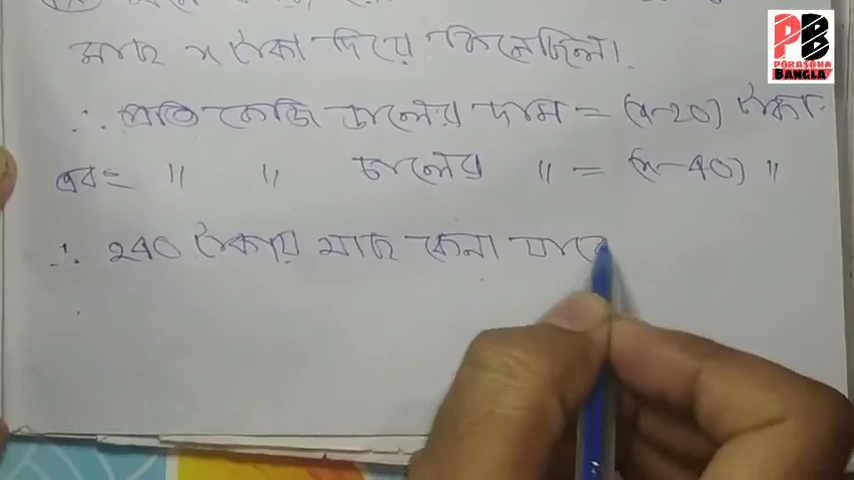 মাছ x টাকা দিয়ে কিনেছিল।
∴ প্রতি কেজি ডালের দাম = (x-20) টাকা
এবং " " চালের " = (x-40) "
∴ 240 টাকায় মাছ কেনা যাবে
PB
PORASONA
BANGLA